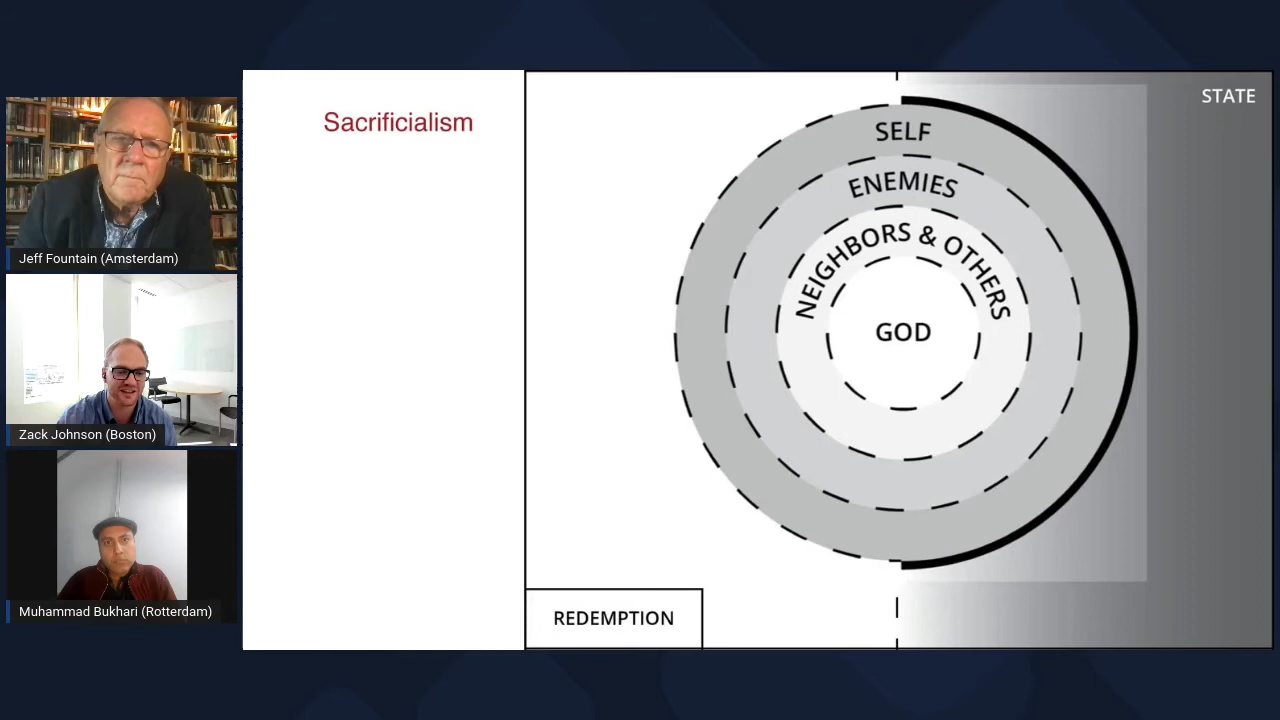 Jeff Fountain (Amsterdam)
Zack Johnson (Boston)
Muhammad Bukhari (Rotterdam)
Sacrificialism
STATE
SELF
ENEMIES
NEIGHBORS & OTHERS
GOD
REDEMPTION